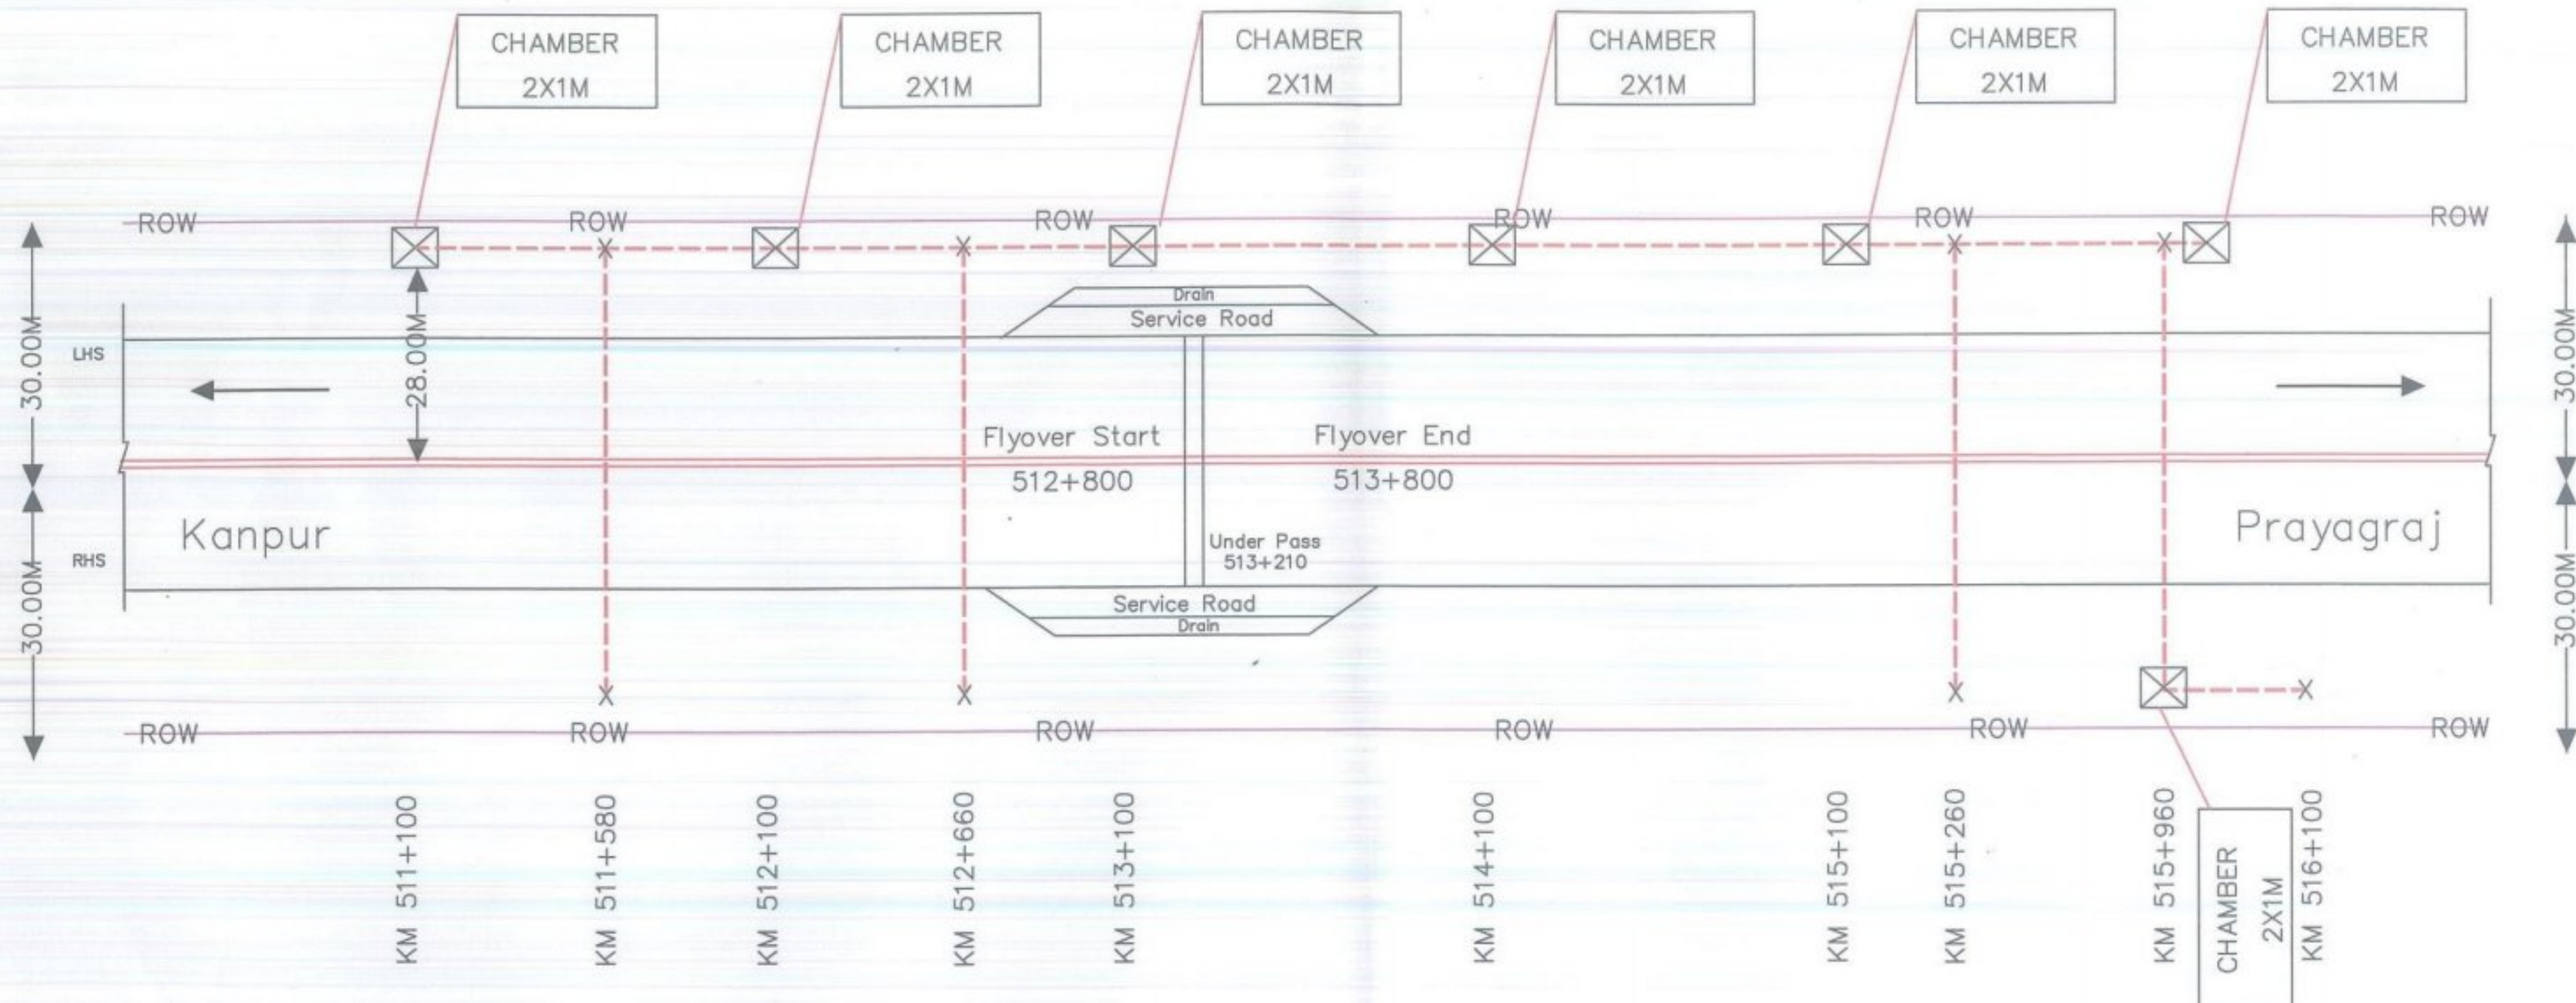 CHAMBER
2X1M
CHAMBER
2X1M
CHAMBER
2X1M
CHAMBER
2X1M
CHAMBER
2X1M
CHAMBER
2X1M
ROW
ROW
ROW
ROW
ROW
ROW
30.00M
LHS
28.00M
Drain
Service Road
30.00M
Flyover Start
512+800
Flyover End
513+800
Kanpur
Prayagraj
RHS
30.00M
Under Pass
513+210
30.00M
Service Road
Drain
ROW
ROW
ROW
ROW
ROW
ROW
KM 511+100
KM 511+580
KM 512+100
KM 512+660
KM 513+100
KM 514+100
KM 515+100
KM 515+260
KM 515+960
CHAMBER
2X1M
KM 516+100